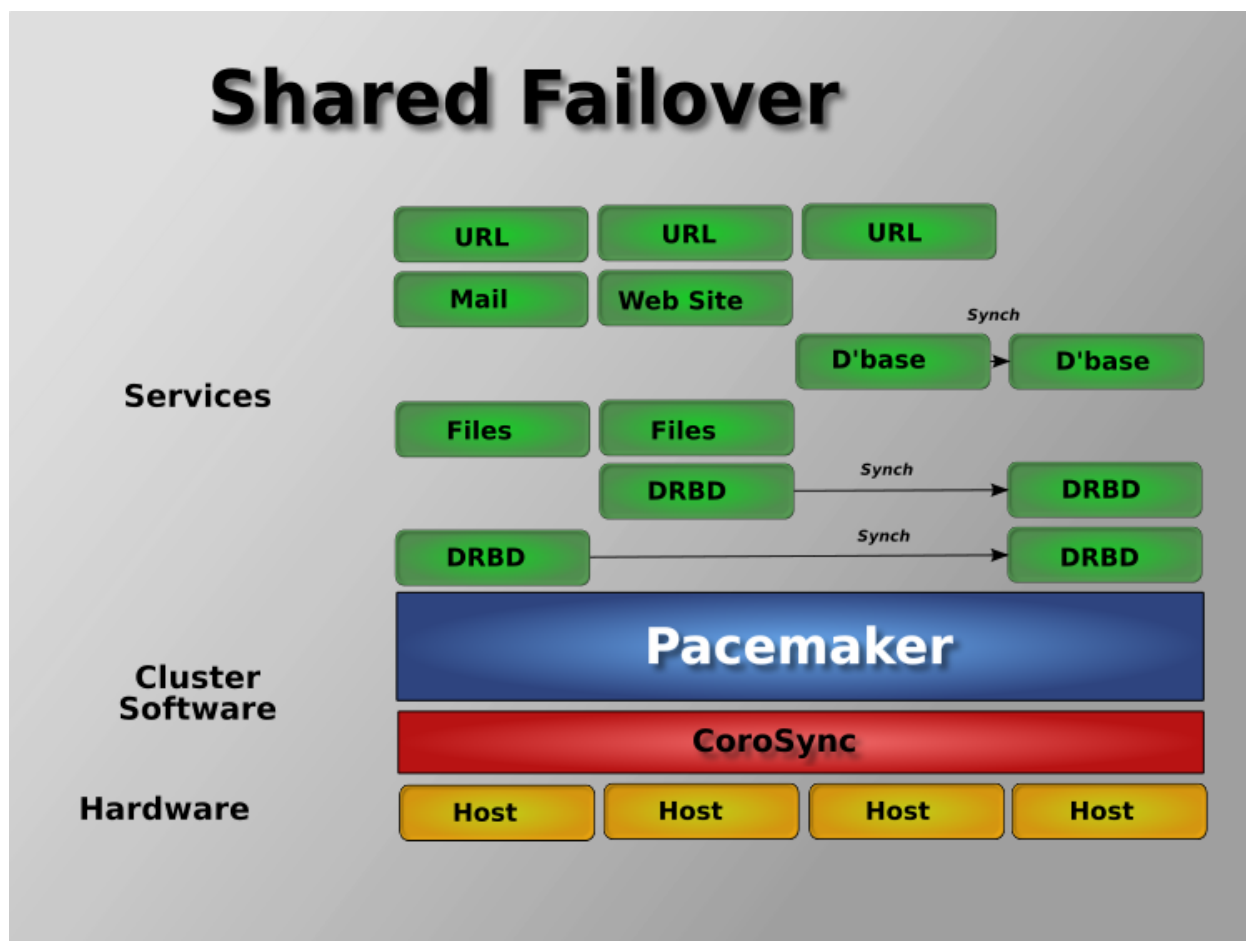 Shared Failover
URL
URL
URL
Mail
Web Site
Synch
D'base
D'base
Services
Files
Files
Synch
DRBD
DRBD
Synch
DRBD
DRBD
Pacemaker
Cluster
Software
CoroSync
Hardware
Host
Host
Host
Host